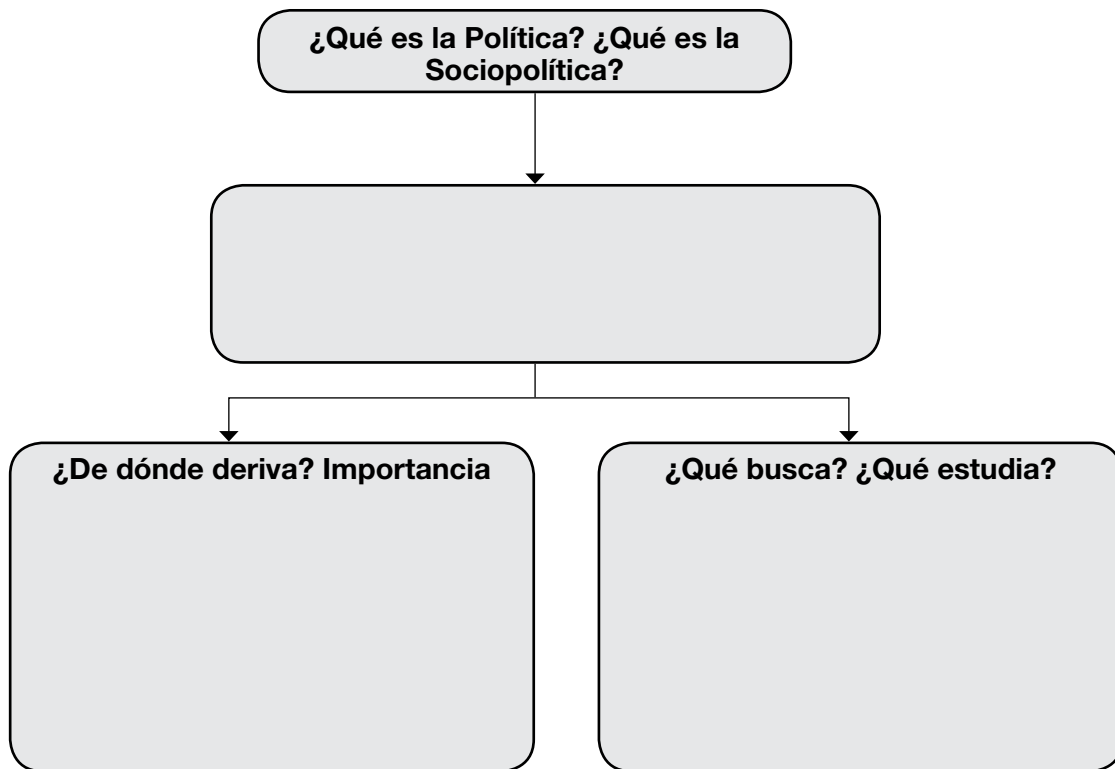 ¿Qué es la Política? ¿Qué es la
Sociopolítica?
¿De dónde deriva? Importancia
¿Qué busca? ¿Qué estudia?